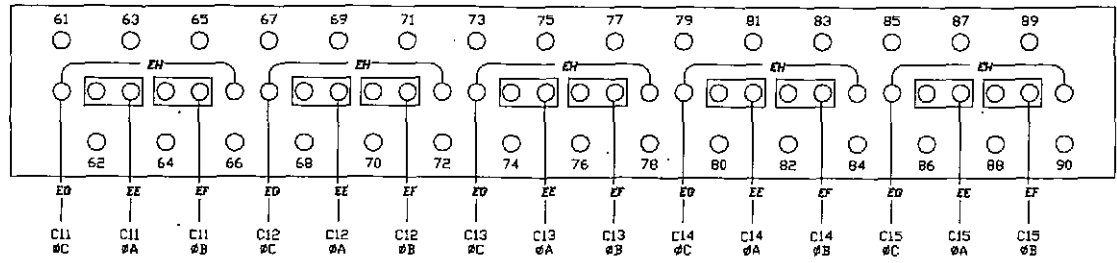 61 63 65 67 69 71 73 75 77 79 81 83 85 87 89
EH EH EH EH EH
62 64 66 68 70 72 74 76 78 80 82 84 86 88 90
ED EE EF ED EE EF ED EE EF ED EE EF ED EE EF
C11 C11 C11 C12 C12 C12 C13 C13 C13 C14 C14 C14 C15 C15 C15
ØC ØA ØB ØC ØA ØB ØC ØA ØB ØC ØA ØB ØC ØA ØB